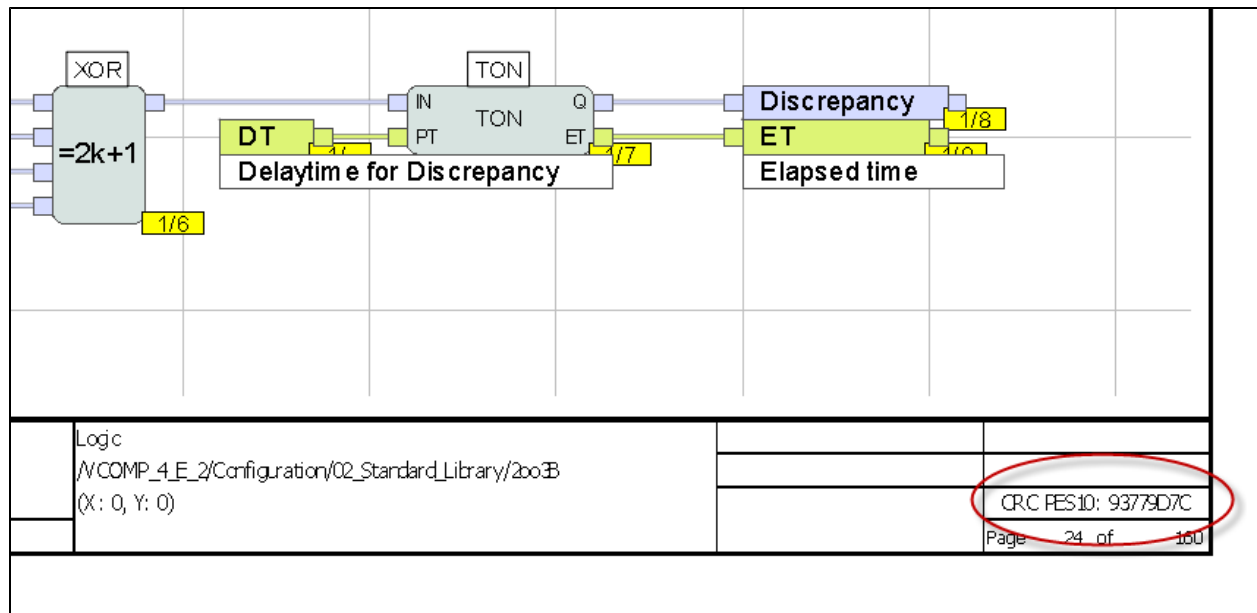 XOR
TON
IN
Q
Discrepancy
1/8
TON
DT
PT
ET
1/7
ET
=2k+1
Delaytime for Discrepancy
Elapsed time
1/6
Logic
/VCOMP_4_E_2/Configuration/02_Standard_Library/2oo3B
(X: 0, Y: 0)
CRC PES10: 93779D7C
Page 24 of 160